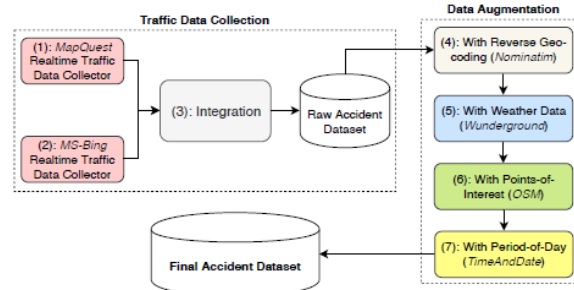 Traffic Data Collection
(1): MapQuest
Realtime Traffic
Data Collector
(2): MS-Bing
Realtime Traffic
Data Collector
(3): Integration
Raw Accident
Dataset
Data Augmentation
(4): With Reverse Geo-
coding (Nominatim)
(5): With Weather Data
(Wunderground)
(6): With Points-of-
Interest (OSM)
(7): With Period-of-Day
(TimeAndDate)
Final Accident Dataset